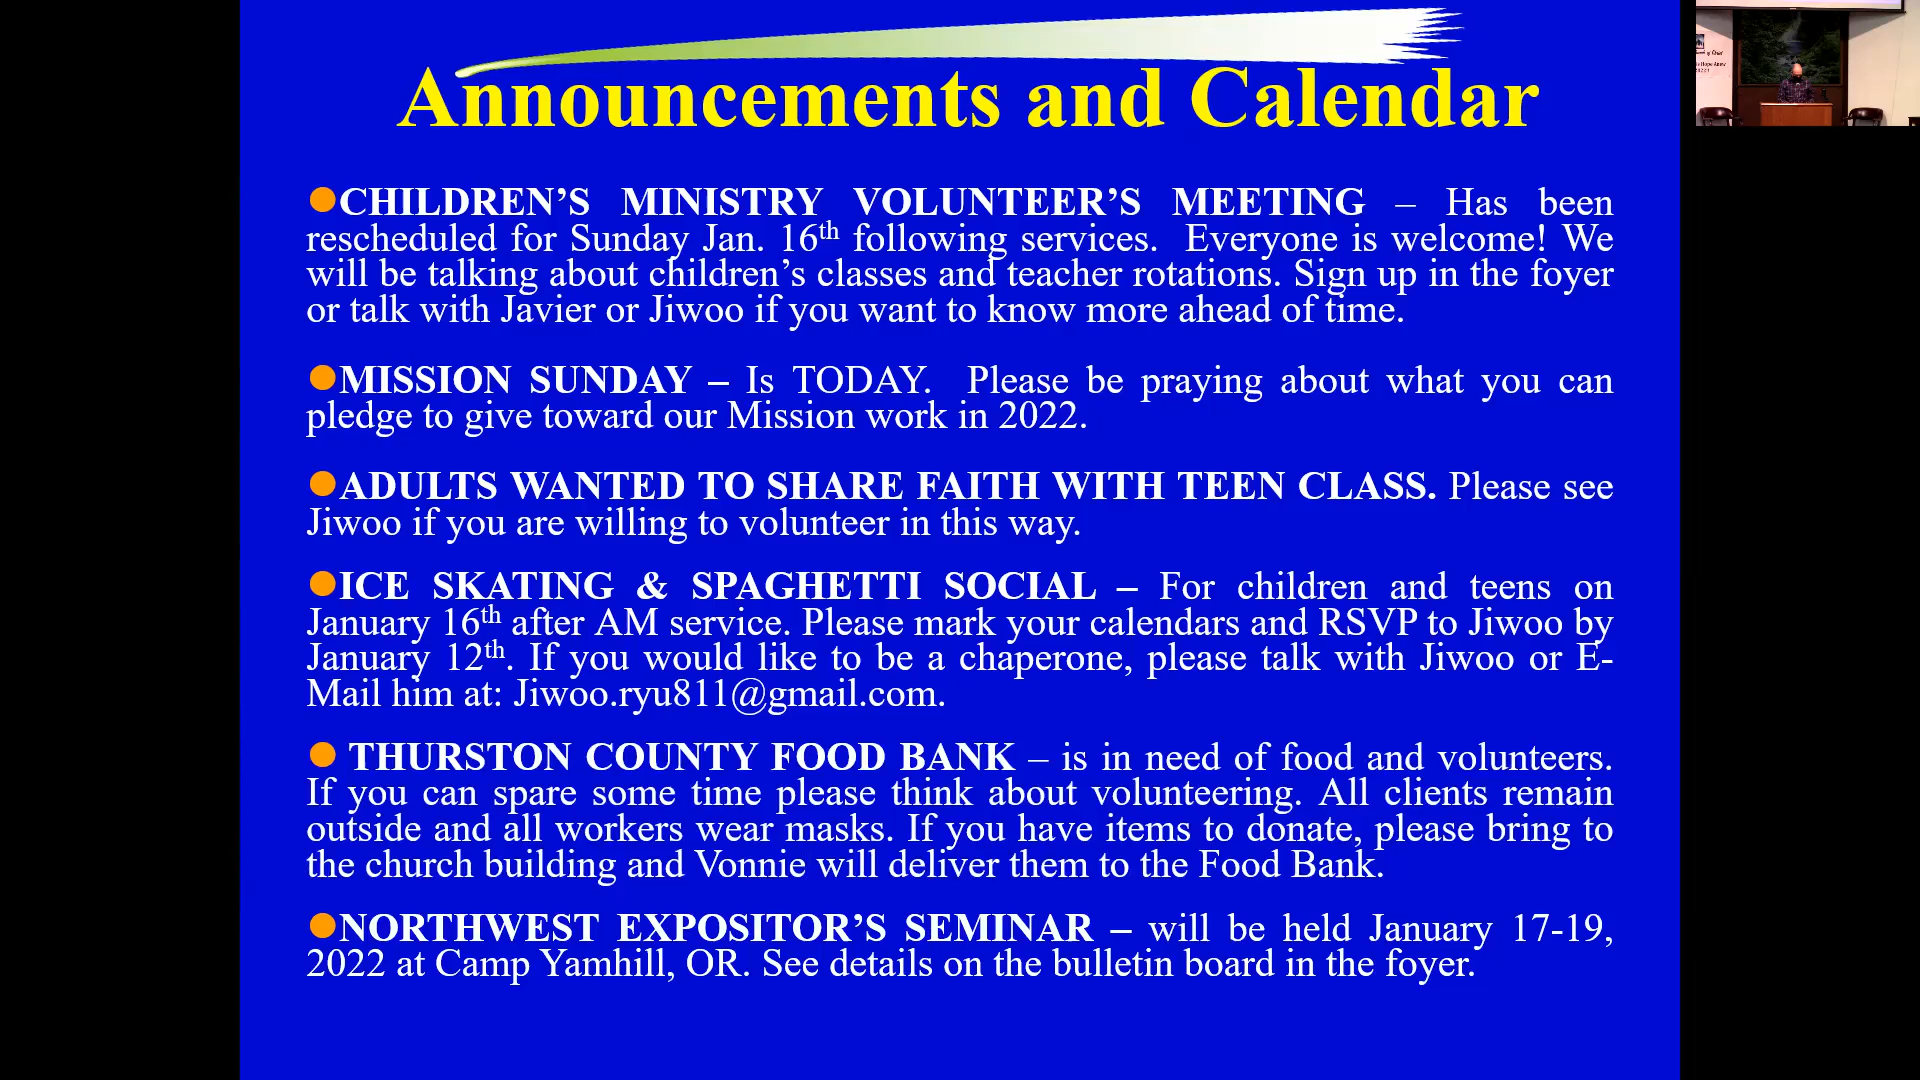 Announcements and Calendar
CHILDREN’S MINISTRY VOLUNTEER’S MEETING – Has been
rescheduled for Sunday Jan. 16th following services. Everyone is welcome! We
will be talking about children’s classes and teacher rotations. Sign up in the foyer
or talk with Javier or Jiwoo if you want to know more ahead of time.
MISSION SUNDAY – Is TODAY. Please be praying about what you can
pledge to give toward our Mission work in 2022.
ADULTS WANTED TO SHARE FAITH WITH TEEN CLASS. Please see
Jiwoo if you are willing to volunteer in this way.
ICE SKATING & SPAGHETTI SOCIAL – For children and teens on
January 16th after AM service. Please mark your calendars and RSVP to Jiwoo by
January 12th. If you would like to be a chaperone, please talk with Jiwoo or E-
Mail him at: Jiwoo.ryu811@gmail.com.
THURSTON COUNTY FOOD BANK – is in need of food and volunteers.
If you can spare some time please think about volunteering. All clients remain
outside and all workers wear masks. If you have items to donate, please bring to
the church building and Vonnie will deliver them to the Food Bank.
NORTHWEST EXPOSITOR’S SEMINAR – will be held January 17-19,
2022 at Camp Yamhill, OR. See details on the bulletin board in the foyer.